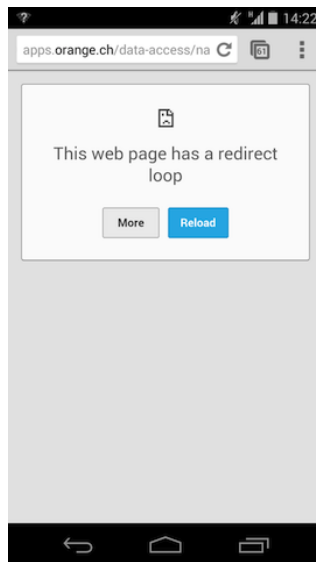 ? H 14:22
apps.orange.ch/data-access/na 61
This web page has a redirect
loop
More Reload